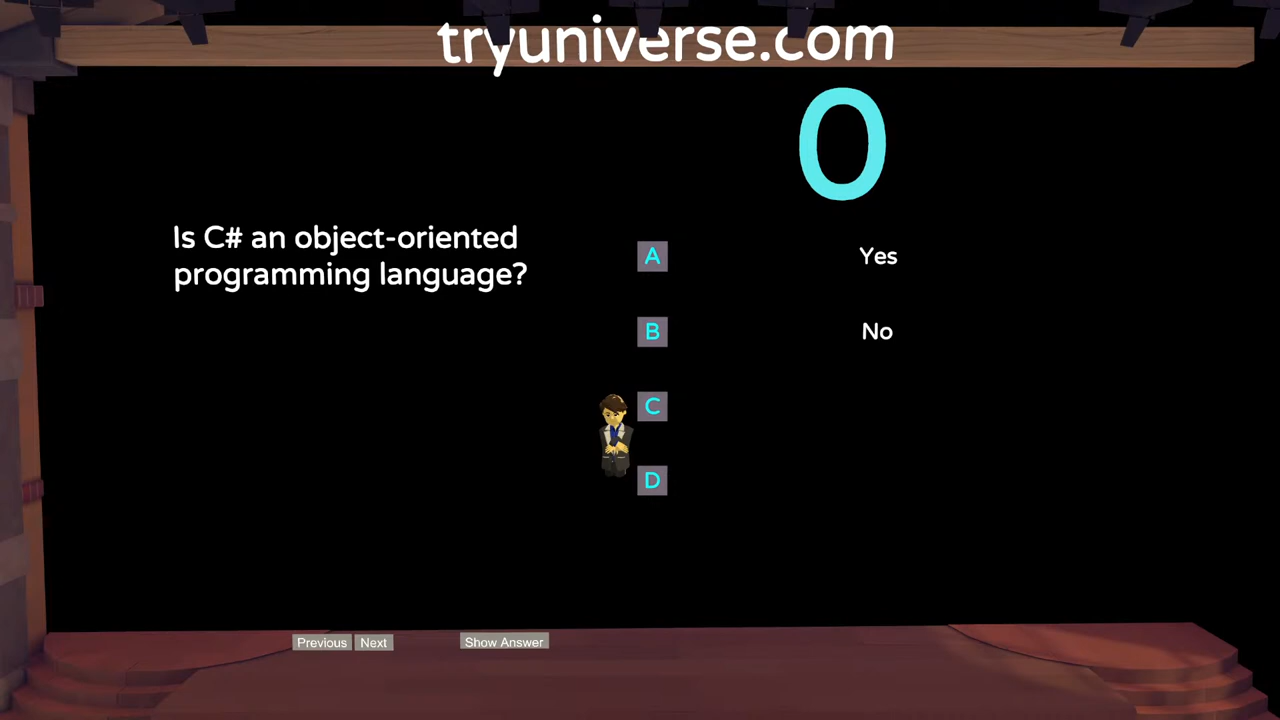 tryuniverse.com
0
Is C# an object-oriented
programming language?
A Yes
B No
C
D
Previous Next Show Answer